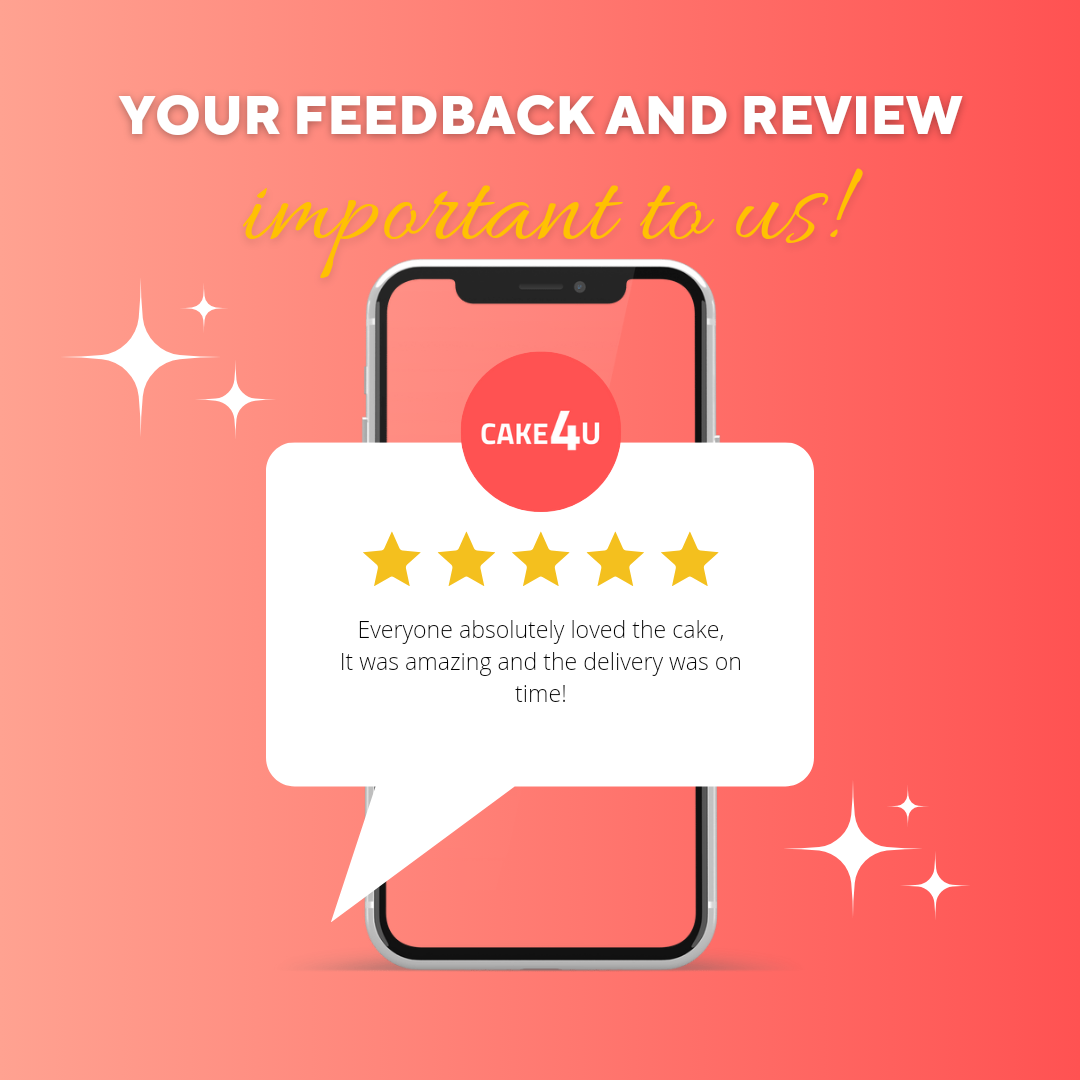 YOUR FEEDBACK AND REVIEW
important to us!
CAKE4U
Everyone absolutely loved the cake,
It was amazing and the delivery was on
time!